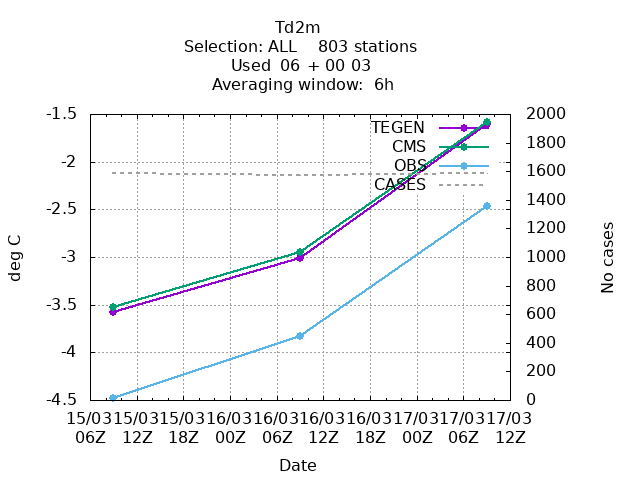 Td2m
Selection: ALL    803 stations
Used  06 + 00 03
Averaging window:  6h
-1.5
-2
-2.5
-3
-3.5
-4
-4.5
deg C
2000
1800
1600
1400
1200
1000
800
600
400
200
0
No cases
TEGEN
CMS
OBS
CASES
15/03 15/03 15/03 16/03 16/03 16/03 16/03 17/03 17/03 17/03
06Z 12Z 18Z 00Z 06Z 12Z 18Z 00Z 06Z 12Z
Date